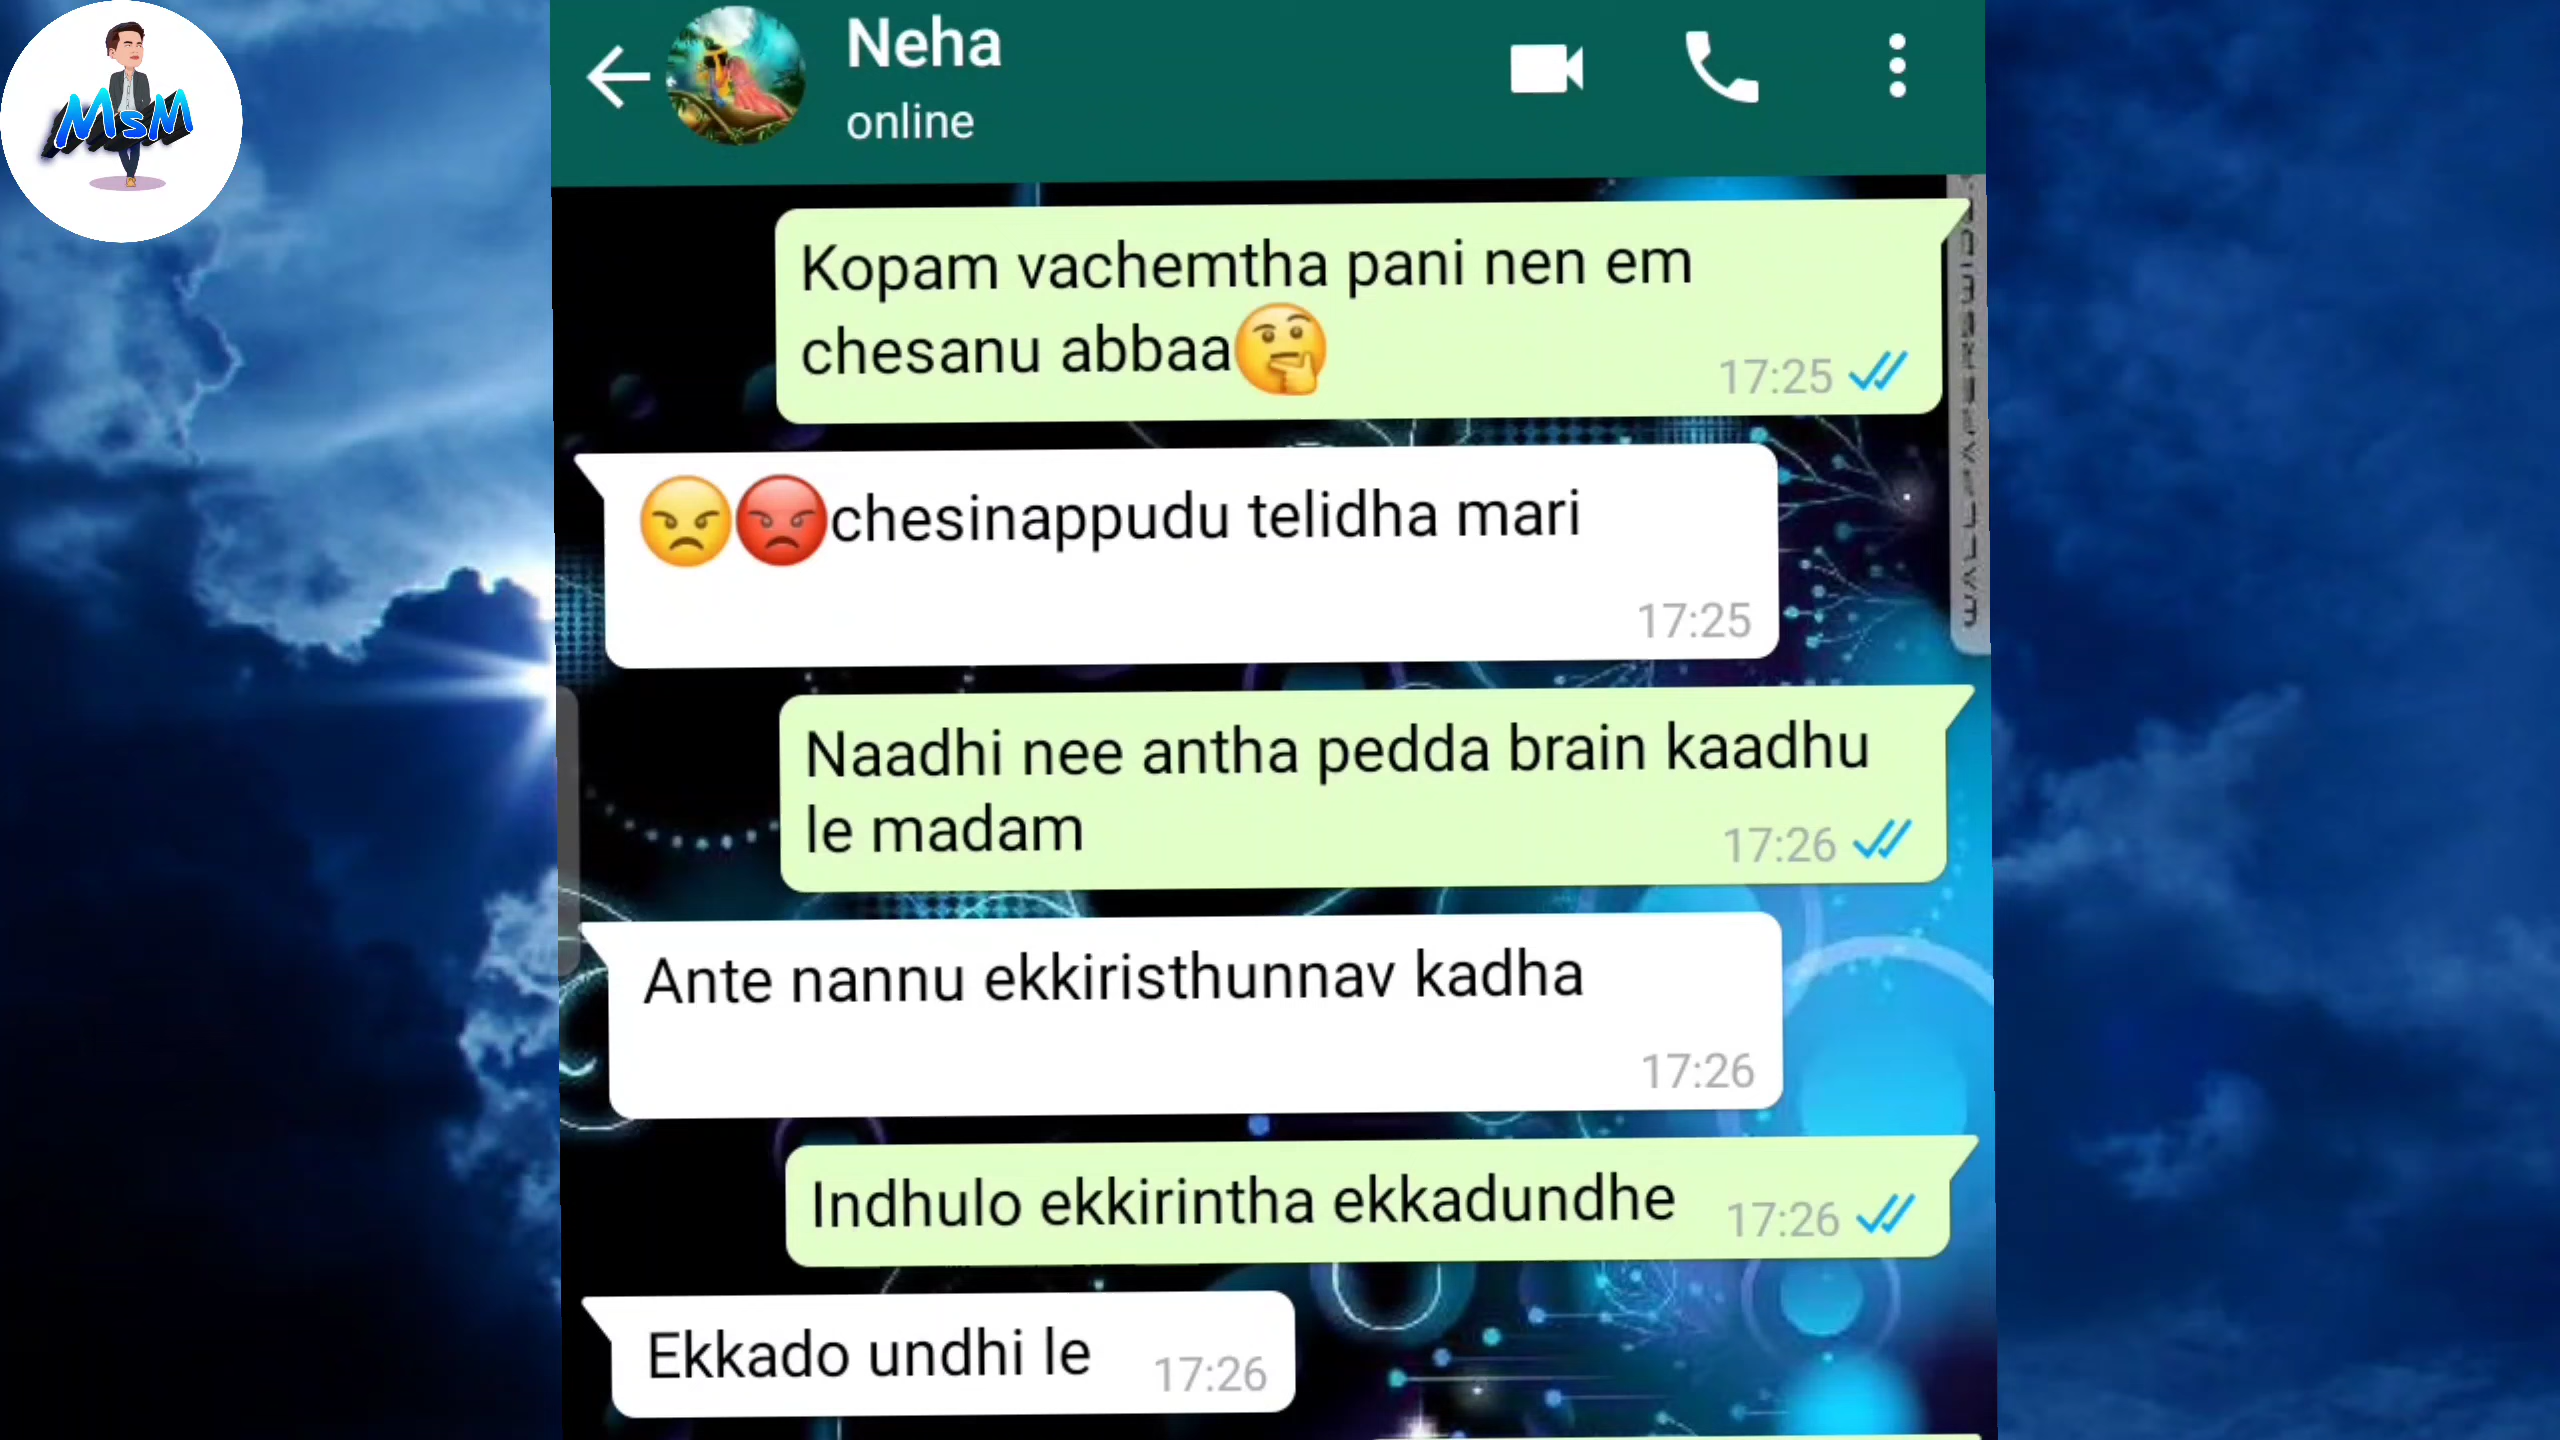 MsM
Neha
online
Kopam vachemtha pani nen em
chesanu abbaa🤔
17:25
😠😡chesinappudu telidha mari
17:25
Naadhi nee antha pedda brain kaadhu
le madam
17:26
Ante nannu ekkiristhunnav kadha
17:26
Indhulo ekkirintha ekkadundhe 17:26
Ekkado undhi le 17:26